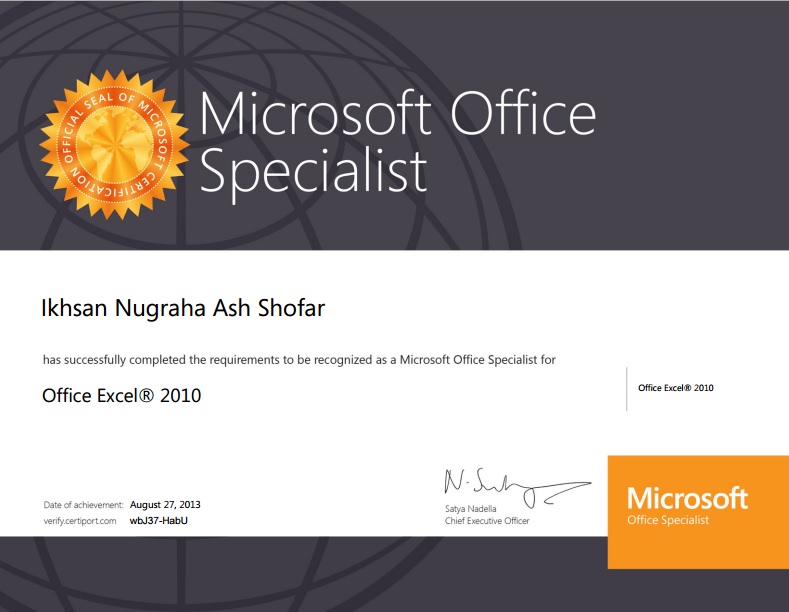 OFFICIAL SEAL OF MICROSOFT CERTIFICATION
Microsoft Office
Specialist
Ikhsan Nugraha Ash Shofar
has successfully completed the requirements to be recognized as a Microsoft Office Specialist for
Office Excel® 2010
Office Excel® 2010
Date of achievement: August 27, 2013
verify.certiport.com wbJ37-HabU
Satya Nadella
Chief Executive Officer
Microsoft
Office Specialist